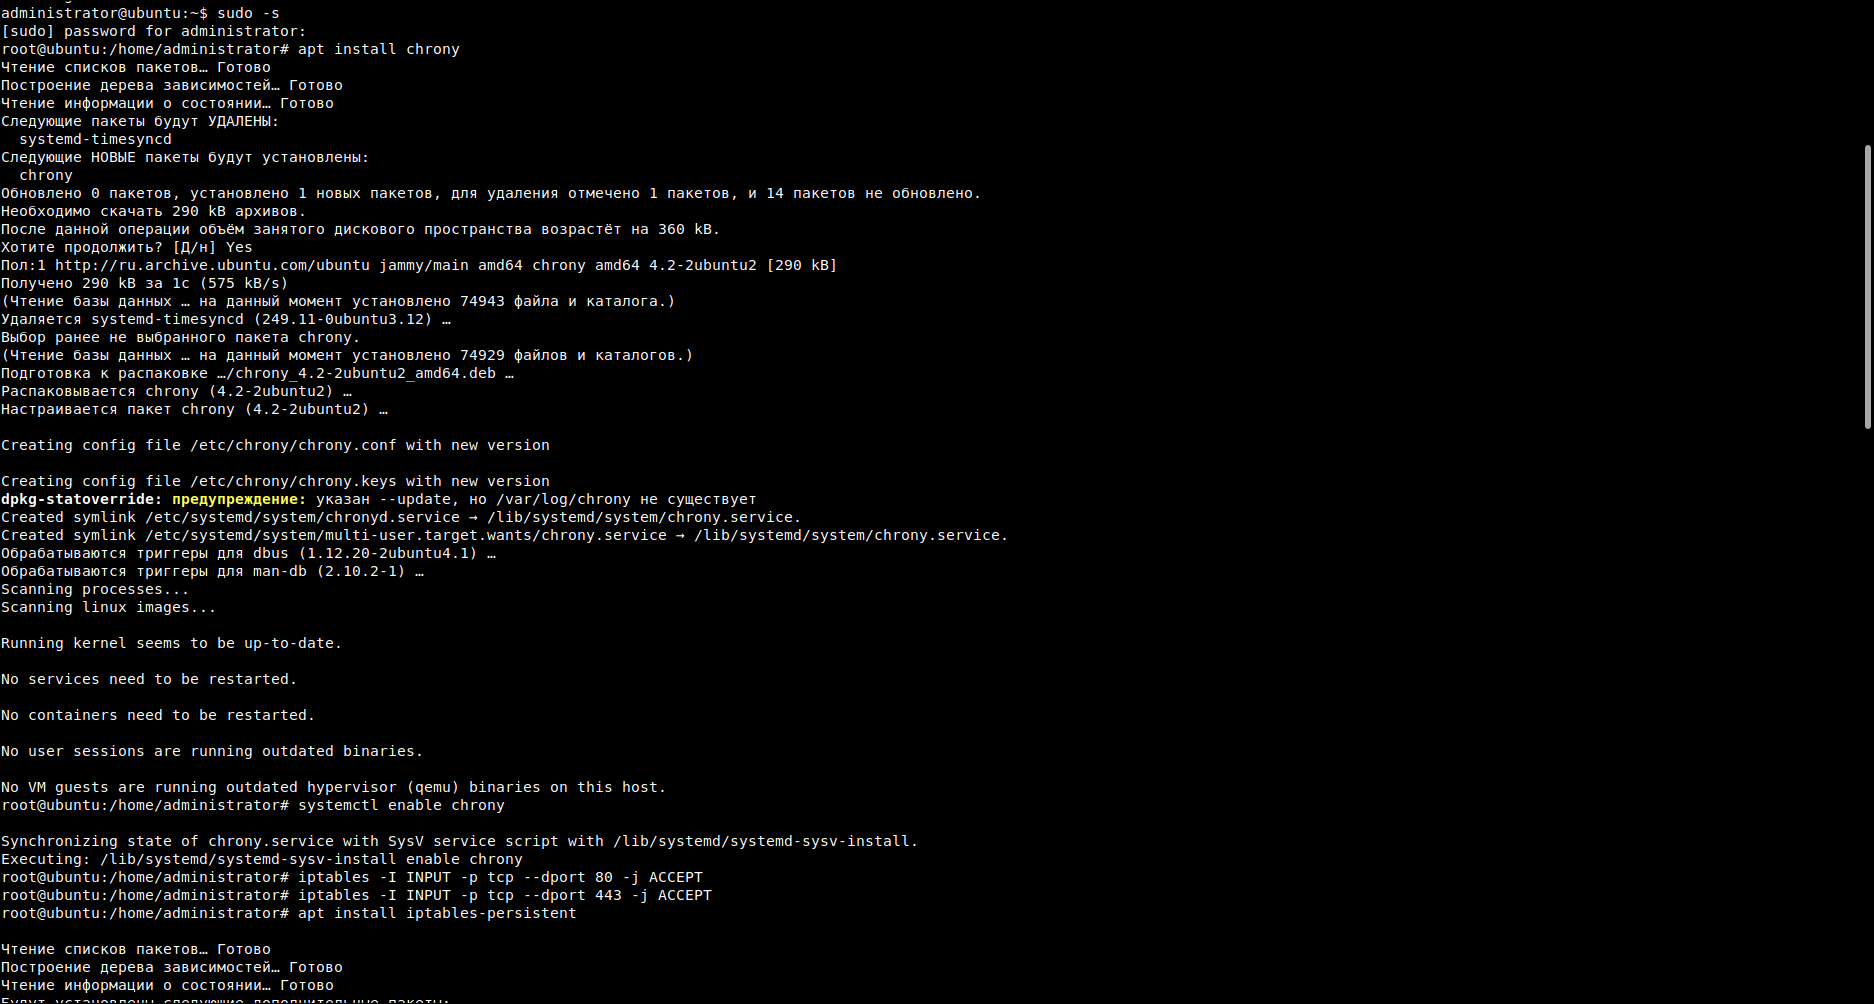 administrator@ubuntu:~$ sudo -s
[sudo] password for administrator:
root@ubuntu:/home/administrator# apt install chrony
Чтение списков пакетов… Готово
Построение дерева зависимостей… Готово
Чтение информации о состоянии… Готово
Следующие пакеты будут УДАЛЕНЫ:
  systemd-timesyncd
Следующие НОВЫЕ пакеты будут установлены:
  chrony
Обновлено 0 пакетов, установлено 1 новых пакетов, для удаления отмечено 1 пакетов, и 14 пакетов не обновлено.
Необходимо скачать 290 kB архивов.
После данной операции объём занятого дискового пространства возрастёт на 360 kB.
Хотите продолжить? [Д/н] Yes
Пол:1 http://ru.archive.ubuntu.com/ubuntu jammy/main amd64 chrony amd64 4.2-2ubuntu2 [290 kB]
Получено 290 kB за 1с (575 kB/s)
(Чтение базы данных … на данный момент установлено 74943 файла и каталога.)
Удаляется systemd-timesyncd (249.11-0ubuntu3.12) …
Выбор ранее не выбранного пакета chrony.
(Чтение базы данных … на данный момент установлено 74929 файлов и каталогов.)
Подготовка к распаковке …/chrony_4.2-2ubuntu2_amd64.deb …
Распаковывается chrony (4.2-2ubuntu2) …
Настраивается пакет chrony (4.2-2ubuntu2) …
Creating config file /etc/chrony/chrony.conf with new version
Creating config file /etc/chrony/chrony.keys with new version
dpkg-statoverride: предупреждение: указан --update, но /var/log/chrony не существует
Created symlink /etc/systemd/system/chronyd.service → /lib/systemd/system/chrony.service.
Created symlink /etc/systemd/system/multi-user.target.wants/chrony.service → /lib/systemd/system/chrony.service.
Обрабатываются триггеры для dbus (1.12.20-2ubuntu4.1) …
Обрабатываются триггеры для man-db (2.10.2-1) …
Scanning processes...
Scanning linux images...
Running kernel seems to be up-to-date.
No services need to be restarted.
No containers need to be restarted.
No user sessions are running outdated binaries.
No VM guests are running outdated hypervisor (qemu) binaries on this host.
root@ubuntu:/home/administrator# systemctl enable chrony
Synchronizing state of chrony.service with SysV service script with /lib/systemd/systemd-sysv-install.
Executing: /lib/systemd/systemd-sysv-install enable chrony
root@ubuntu:/home/administrator# iptables -I INPUT -p tcp --dport 80 -j ACCEPT
root@ubuntu:/home/administrator# iptables -I INPUT -p tcp --dport 443 -j ACCEPT
root@ubuntu:/home/administrator# apt install iptables-persistent
Чтение списков пакетов… Готово
Построение дерева зависимостей… Готово
Чтение информации о состоянии… Готово
Будут установлены следующие дополнительные пакеты: